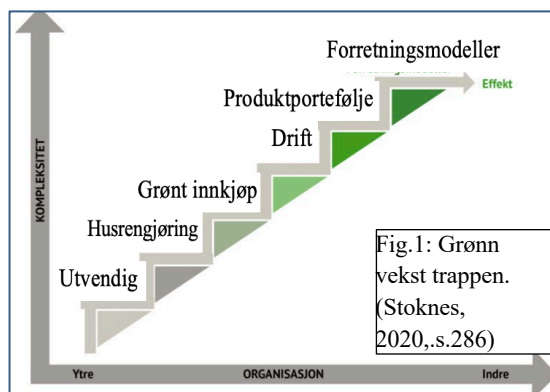 Forretningsmodeller
Effekt
Produktportefølje
Drift
Grønt innkjøp
Husrengjøring
Utvendig
KOMPLEKSITET
Fig.1: Grønn
vekst trappen.
(Stoknes,
2020,.s.286)
Ytre
ORGANISASJON
Indre